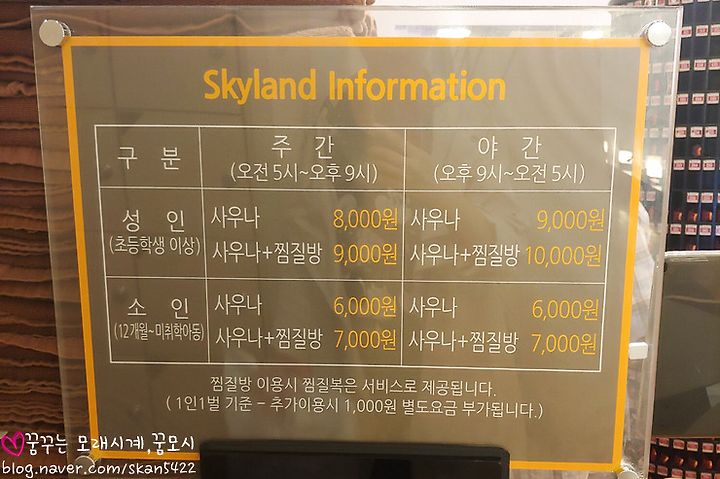 Skyland Information
구 분 주 간 야 간
(오전 5시~오후 9시) (오후 9시~오전 5시)
성 인 사우나 8,000원 사우나 9,000원
(초등학생 이상) 사우나+찜질방 9,000원 사우나+찜질방 10,000원
소 인 사우나 6,000원 사우나 6,000원
(12개월~미취학아동) 사우나+찜질방 7,000원 사우나+찜질방 7,000원
찜질방 이용시 찜질복은 서비스로 제공됩니다.
( 1인1벌 기준 - 추가이용시 1,000원 별도요금 부가됩니다.)
꿈꾸는 모래시계,꿈모시
blog.naver.com/skan5422